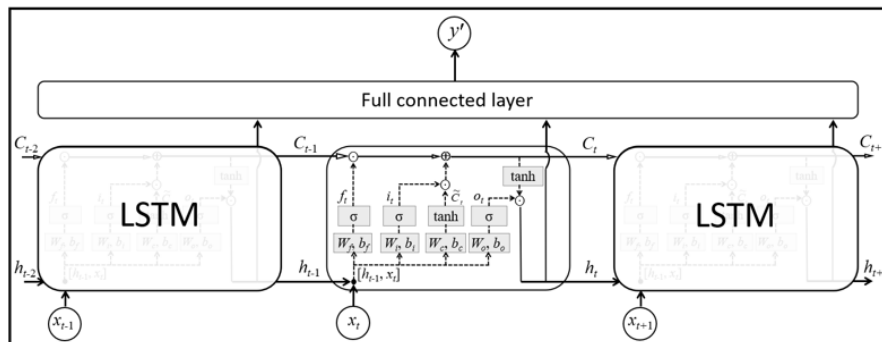 y′
Full connected layer
C_{t-2} C_{t-1} C_t C_{t+}
tanh
f_t i_t C̃_t o_t
LSTM σ σ tanh σ LSTM
W_f, b_f W_i, b_i W_c, b_c W_o, b_o
h_{t-2} h_{t-1} [h_{t-1}, x_t] h_t h_{t+}
x_{t-1} x_t x_{t+1}